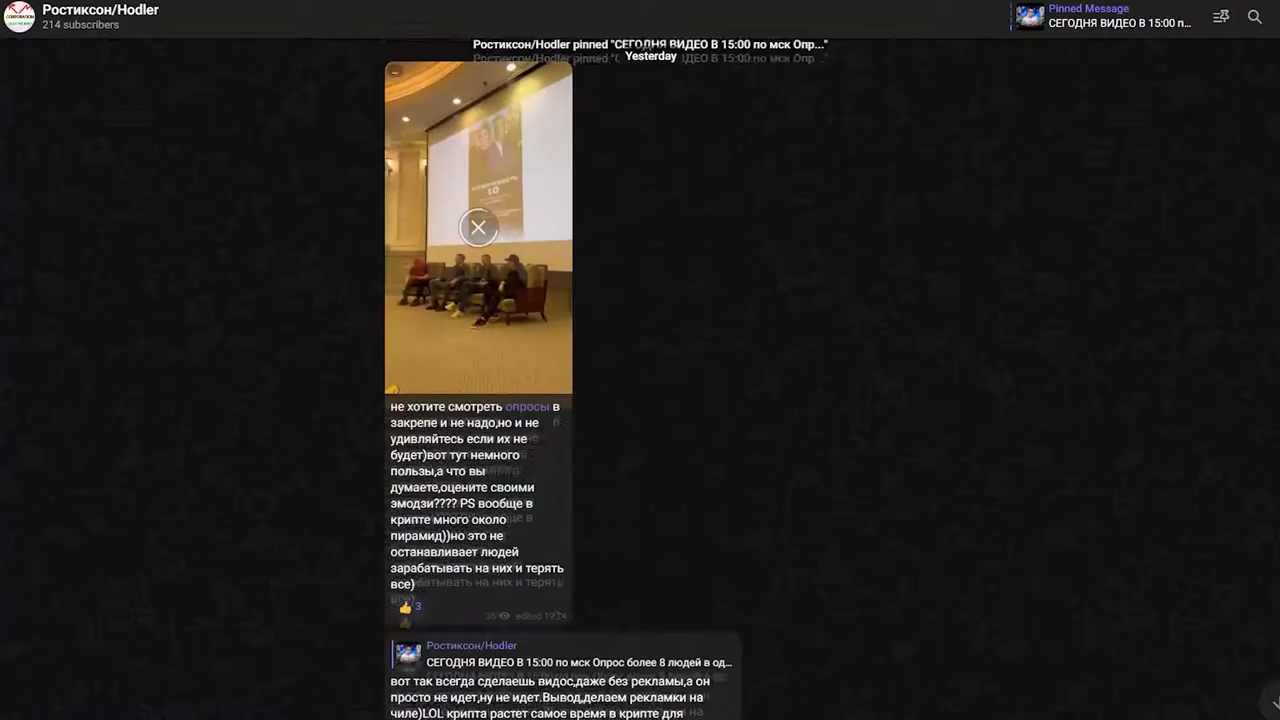 Ростиксон/Hodler
214 subscribers
Pinned Message
СЕГОДНЯ ВИДЕО В 15:00 п...
Ростиксон/Hodler pinned "СЕГОДНЯ ВИДЕО В 15:00 по мск Опр..."
Yesterday
не хотите смотреть опросы в
закрепе и не надо,но и не
удивляйтесь если их не
будет)вот тут немного
пользы,а что вы
думаете,оцените своими
эмодзи???? PS вообще в
крипте много около
пирамид))но это не
останавливает людей
зарабатывать на них и терять
все)
3
35 edited 19:24
Ростиксон/Hodler
СЕГОДНЯ ВИДЕО В 15:00 по мск Опрос более 8 людей в од...
вот так всегда сделаешь видос,даже без рекламы,а он
просто не идет,ну не идет.Вывод,делаем рекламки на
чиле)LOL крипта растет самое время в крипте для